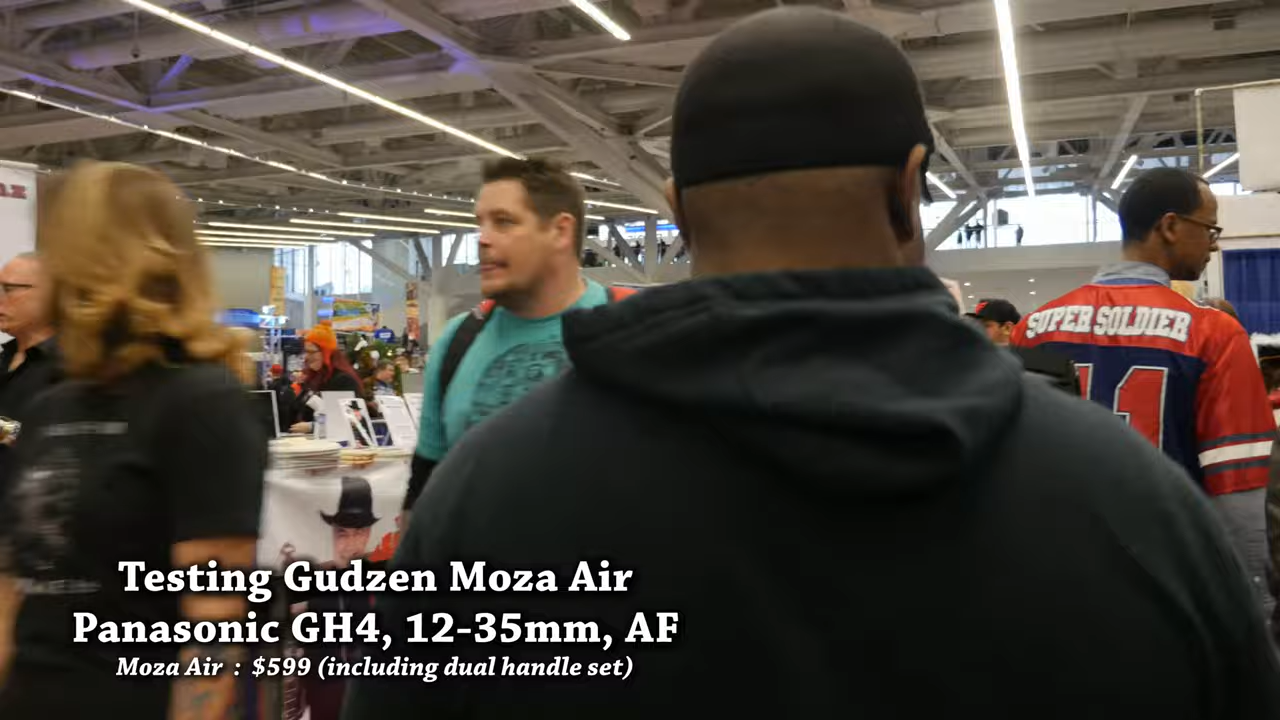 SUPER SOLDIER
11
Testing Gudzen Moza Air
Panasonic GH4, 12-35mm, AF
Moza Air : $599 (including dual handle set)